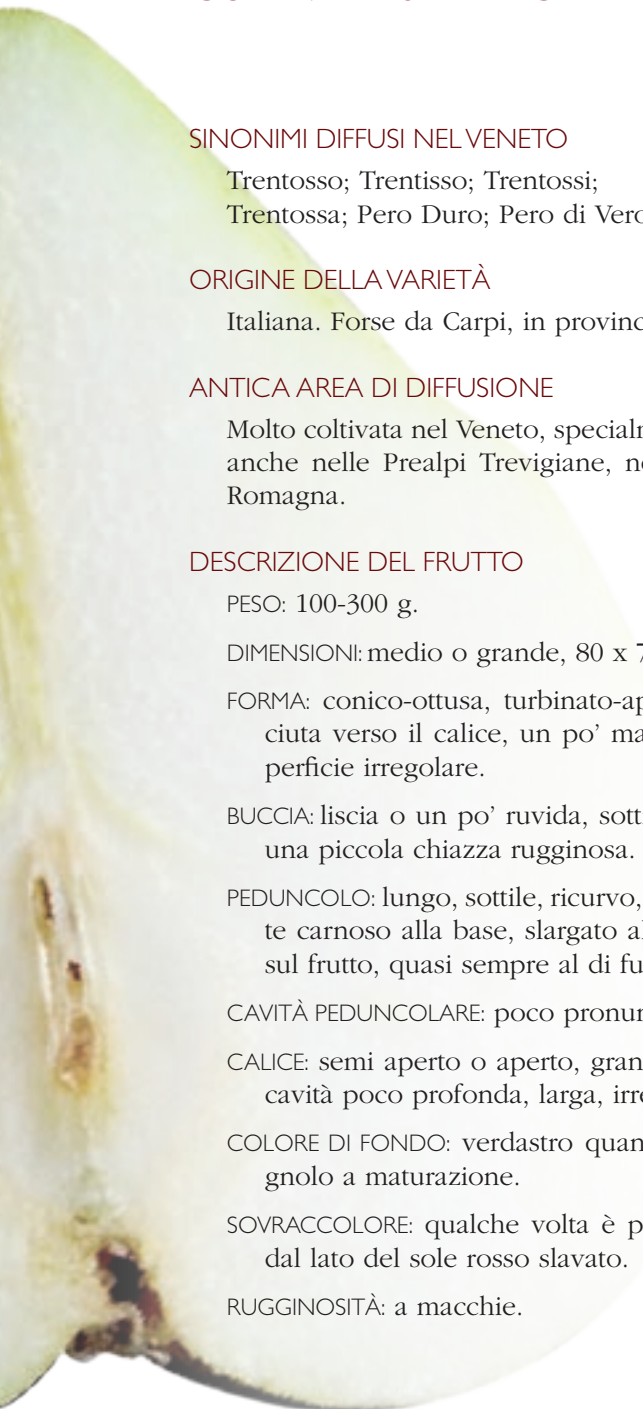 SINONIMI DIFFUSI NEL VENETO
Trentosso; Trentisso; Trentossi;
Trentossa; Pero Duro; Pero di
ORIGINE DELLA VARIETÀ
Italiana. Forse da Carpi, in
ANTICA AREA DI DIFFUSIONE
Molto coltivata nel Veneto,
anche nelle Prealpi Trevigiane,
Romagna.
DESCRIZIONE DEL FRUTTO
PESO: 100-300 g.
DIMENSIONI: medio o grande, 80 x
FORMA: conico-ottusa,
ciuta verso il calice, un po'
perficie irregolare.
BUCCIA: liscia o un po' ruvida,
una piccola chiazza rugginosa.
PEDUNCOLO: lungo, sottile, ricurvo,
te carnoso alla base, slargato
sul frutto, quasi sempre al di
CAVITÀ PEDUNCOLARE: poco
CALICE: semi aperto o aperto,
cavità poco profonda, larga,
COLORE DI FONDO: verdastro
gnolo a maturazione.
SOVRACCOLORE: qualche volta è
dal lato del sole rosso slavato.
RUGGINOSITÀ: a macchie.